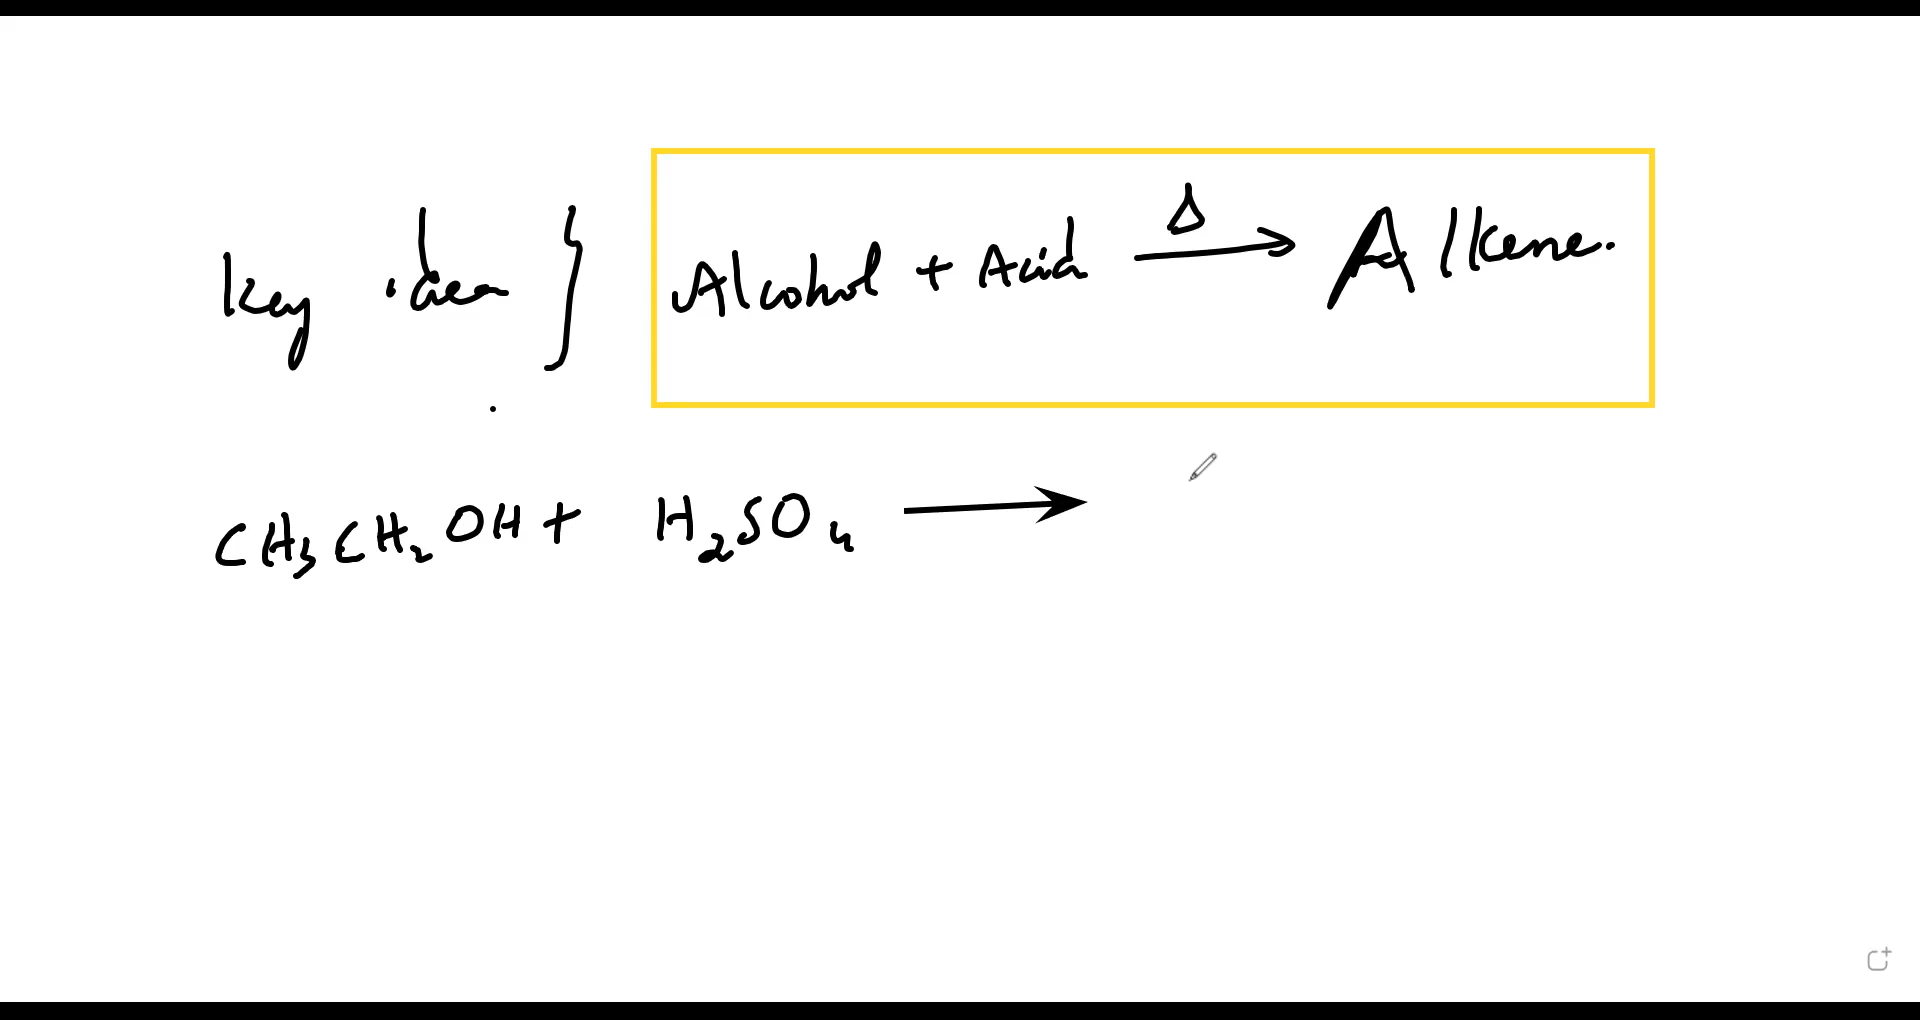 Key idea } Alcohol + Acid Δ→ Alkene.
CH₃CH₂OH + H₂SO₄ →